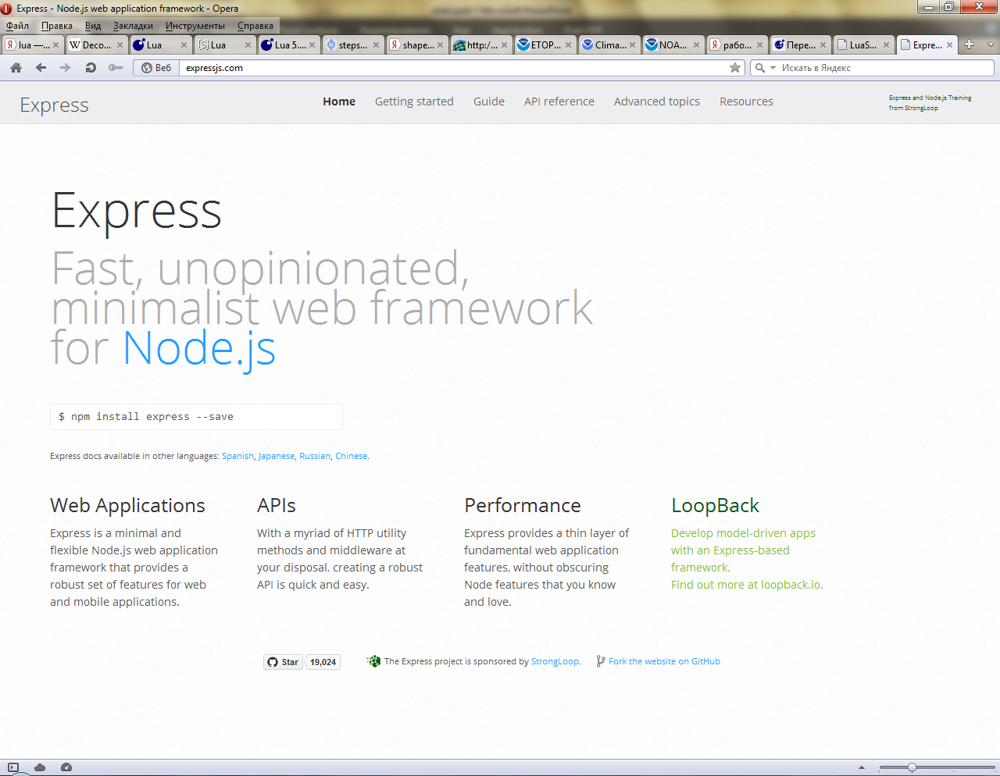 Express - Node.js web application framework - Opera
Файл Правка Вид Закладки Инструменты Справка
lua —...
Deco...
Lua
Lua
Lua 5....
steps...
shape...
http:/...
ETOP...
Clima...
NOA...
рабо...
Пере...
LuaS...
Expre...
Веб
expressjs.com
Искать в Яндекс
Express
Home
Getting started
Guide
API reference
Advanced topics
Resources
Express and Node.js Training
from StrongLoop
Express
Fast, unopinionated,
minimalist web framework
for Node.js
$ npm install express --save
Express docs available in other languages: Spanish, Japanese, Russian, Chinese.
Web Applications
Express is a minimal and
flexible Node.js web application
framework that provides a
robust set of features for web
and mobile applications.
APIs
With a myriad of HTTP utility
methods and middleware at
your disposal, creating a robust
API is quick and easy.
Performance
Express provides a thin layer of
fundamental web application
features, without obscuring
Node features that you know
and love.
LoopBack
Develop model-driven apps
with an Express-based
framework.
Find out more at loopback.io.
Star 19,024
The Express project is sponsored by StrongLoop.
Fork the website on GitHub